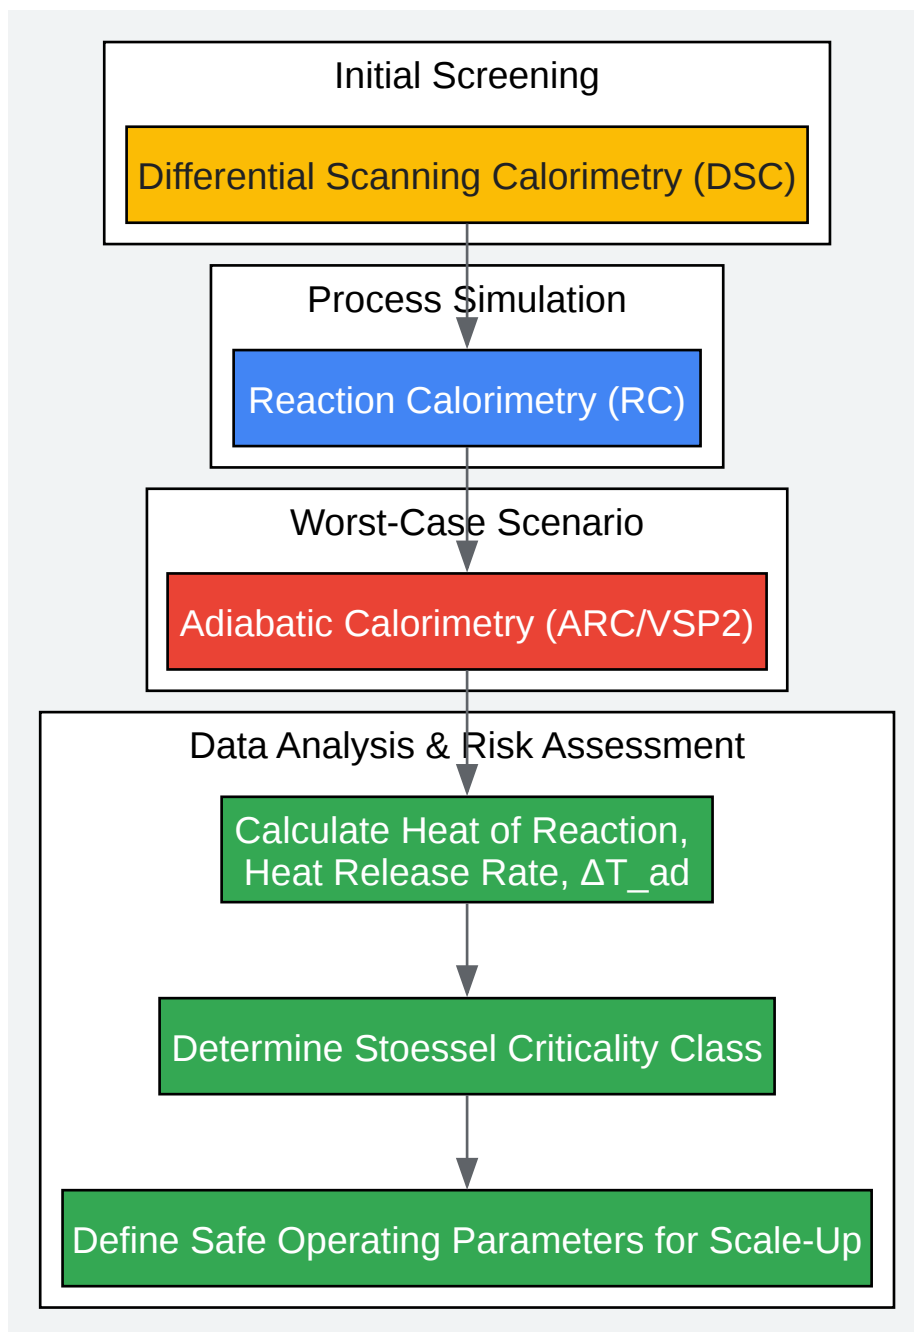 Initial Screening
Differential Scanning Calorimetry (DSC)
Process Simulation
Reaction Calorimetry (RC)
Worst-Case Scenario
Adiabatic Calorimetry (ARC/VSP2)
Data Analysis & Risk Assessment
Calculate Heat of Reaction,
Heat Release Rate, ΔT_ad
Determine Stoessel Criticality Class
Define Safe Operating Parameters for Scale-Up